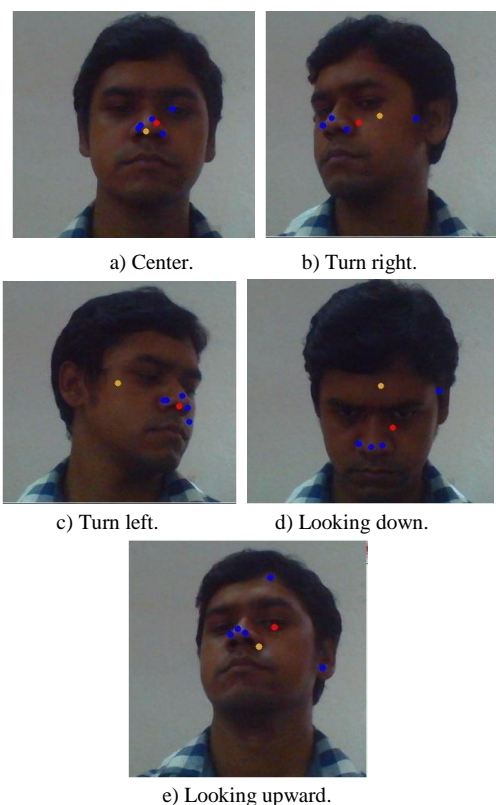 a) Center.
b) Turn right.
c) Turn left.
d) Looking down.
e) Looking upward.